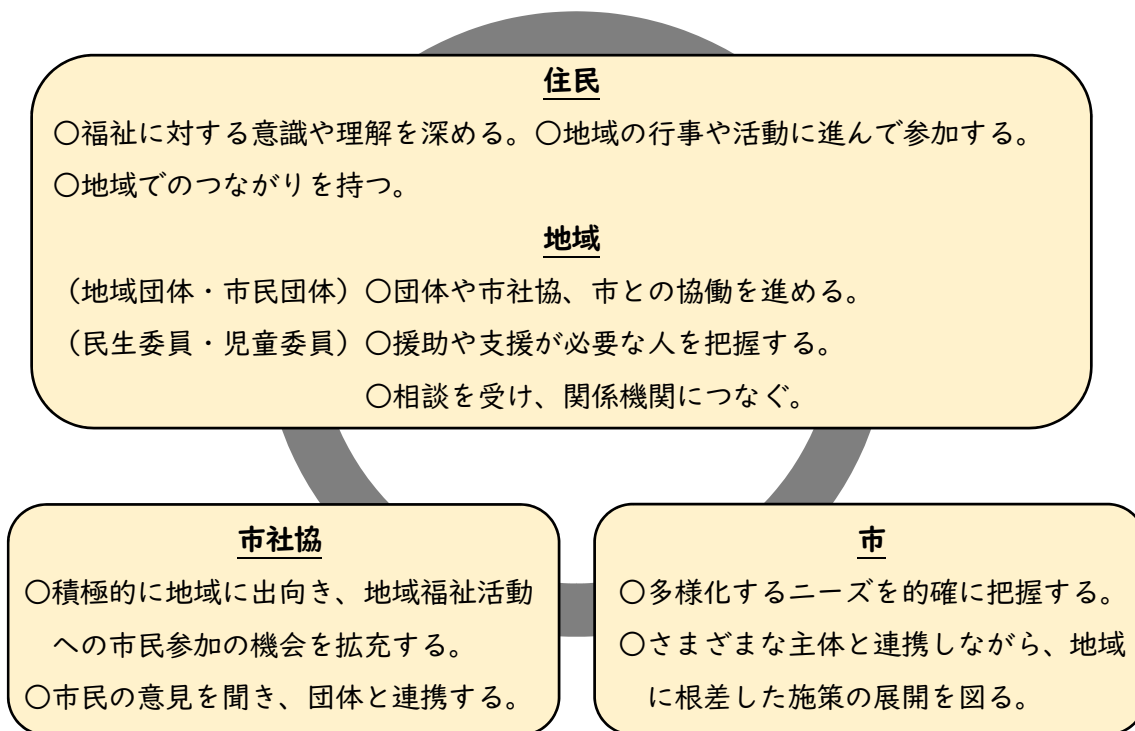 住民
○福祉に対する意識や理解を深める。○地域の行事や活動に進んで参加する。
○地域でのつながりを持つ。
地域
(地域団体・市民団体)○団体や市社協、市との協働を進める。
(民生委員・児童委員)○援助や支援が必要な人を把握する。
○相談を受け、関係機関につなぐ。
市社協
○積極的に地域に出向き、地域福祉活動
への市民参加の機会を拡充する。
○市民の意見を聞き、団体と連携する。
市
○多様化するニーズを的確に把握する。
○さまざまな主体と連携しながら、地域
に根差した施策の展開を図る。